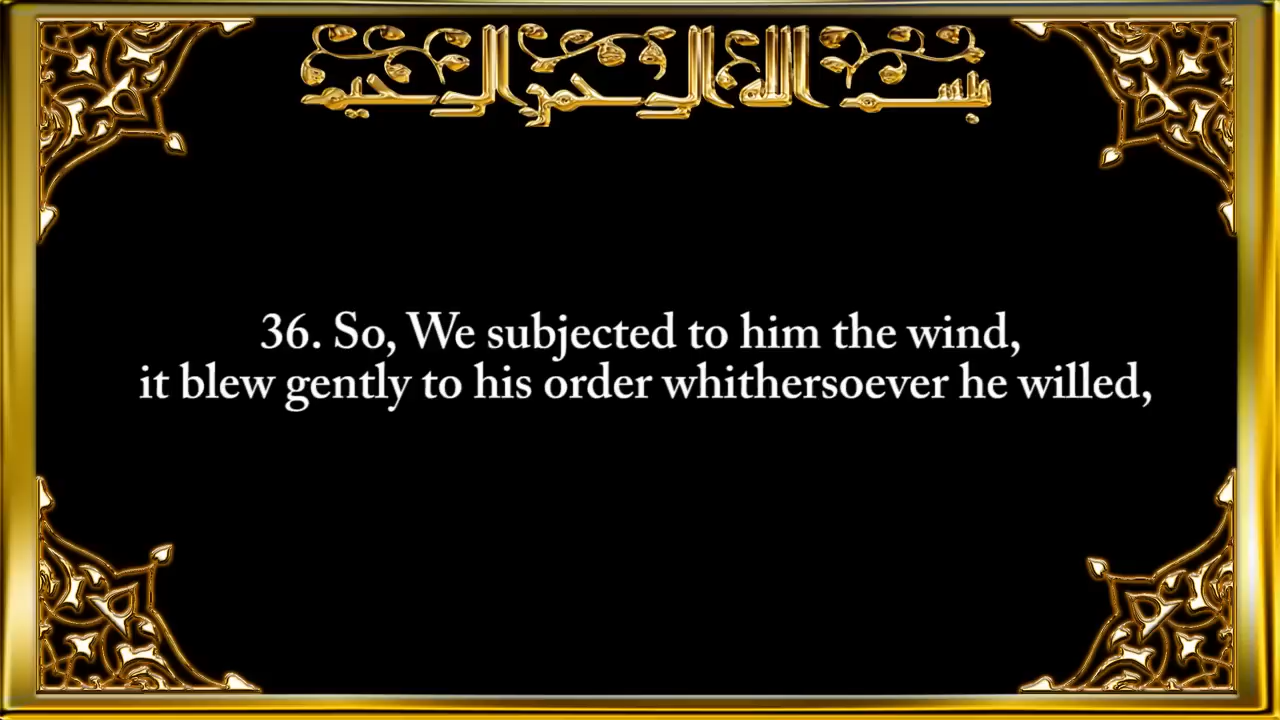 بسم الله الرحمن الرحيم
36. So, We subjected to him the wind,
it blew gently to his order whithersoever he willed,